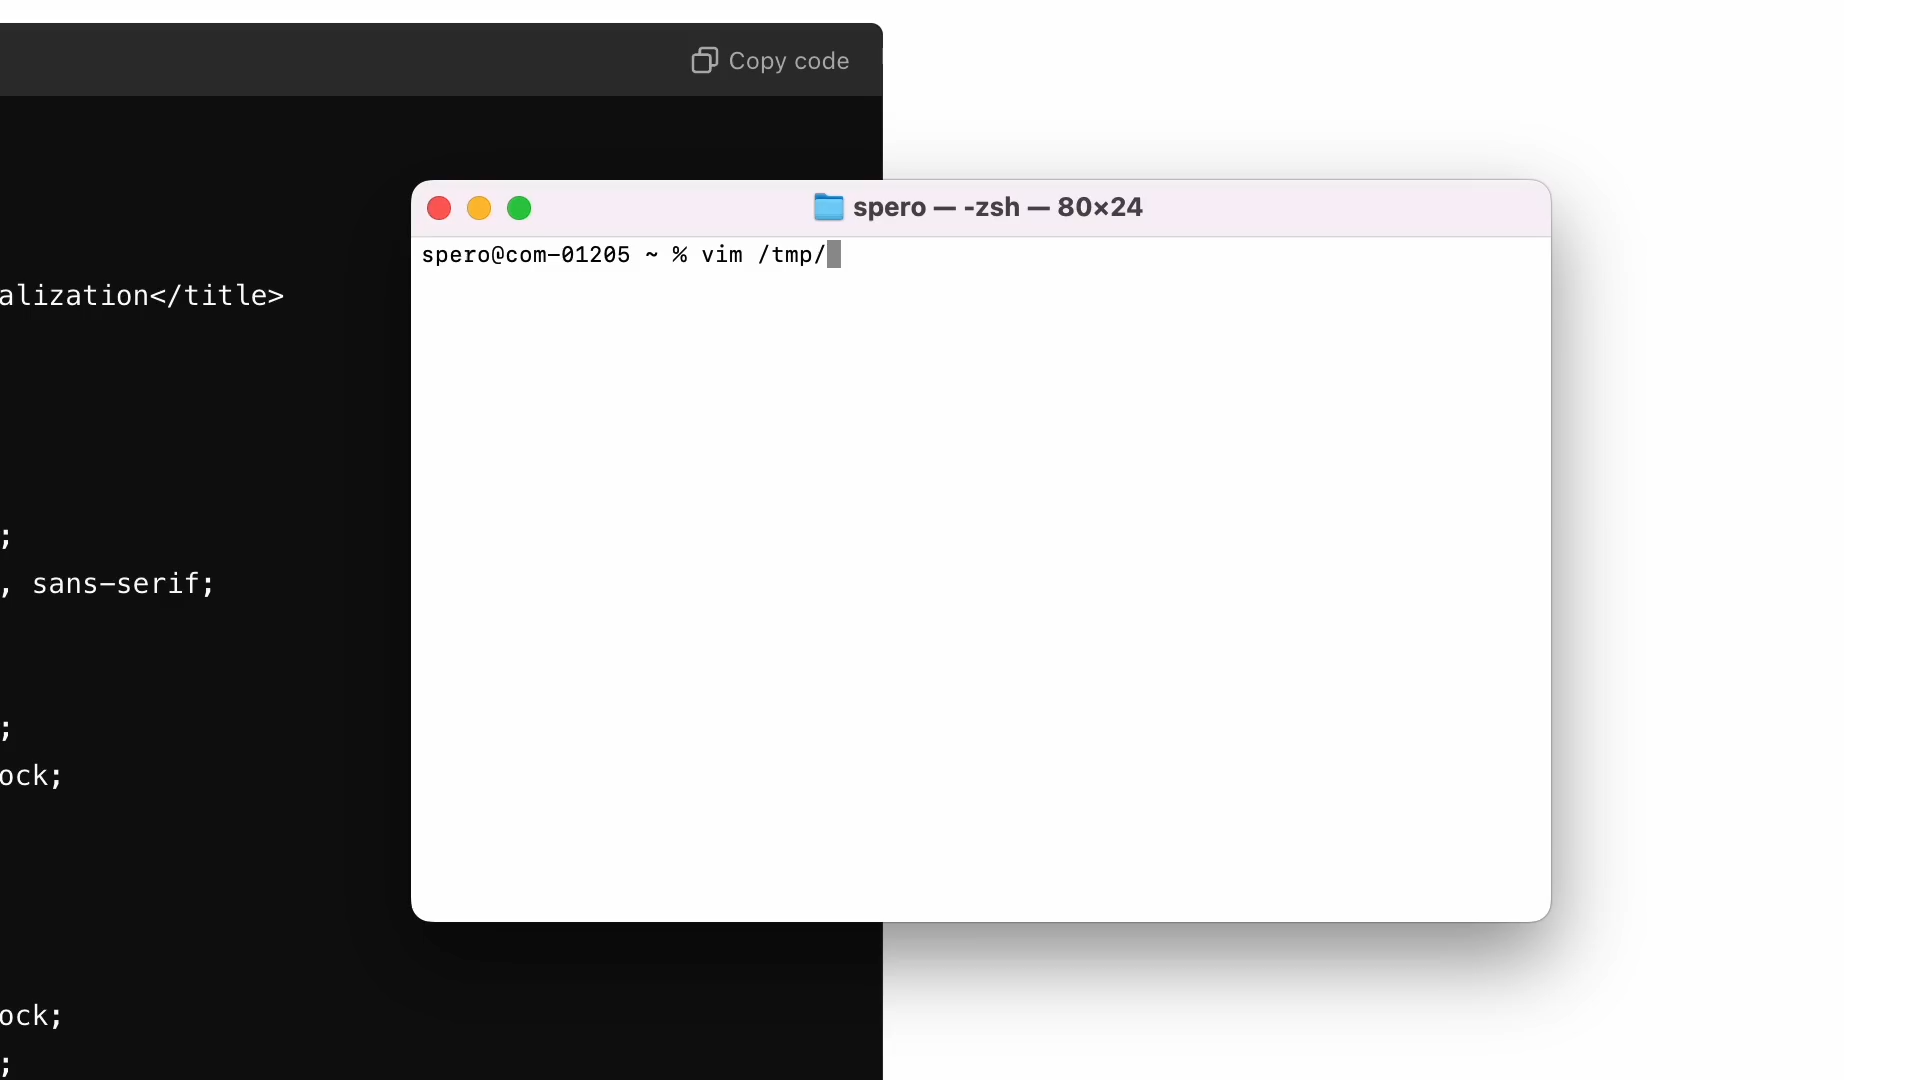 Copy code
spero — -zsh — 80×24
spero@com-01205 ~ % vim /tmp/
alization</title>
;
, sans-serif;
;
ock;
ock;
;